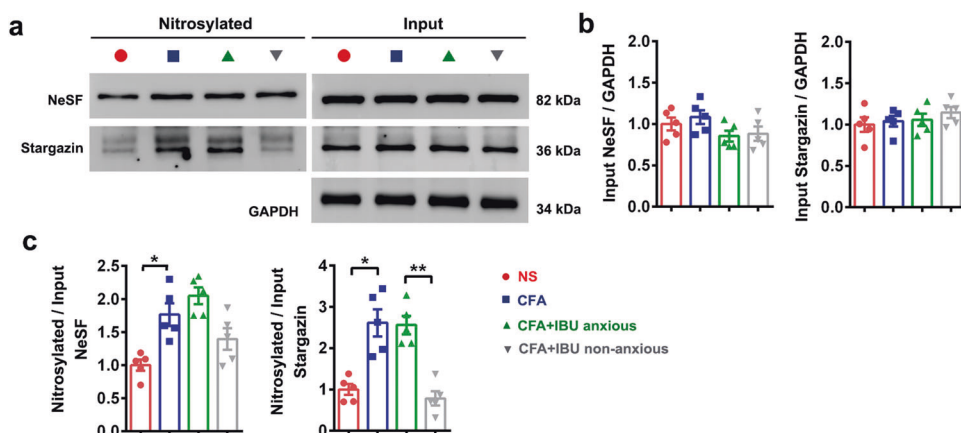 a
Nitrosylated
Input
NeSF
82 kDa
Stargazin
36 kDa
GAPDH
34 kDa
b
Input NeSF / GAPDH
2.0
1.5
1.0
0.5
0.0
Input Stargazin / GAPDH
2.0
1.5
1.0
0.5
0.0
c
Nitrosylated / Input
NeSF
2.5
2.0
1.5
1.0
0.5
0.0
*
Nitrosylated / Input
Stargazin
4
3
2
1
0
*
**
NS
CFA
CFA+IBU anxious
CFA+IBU non-anxious